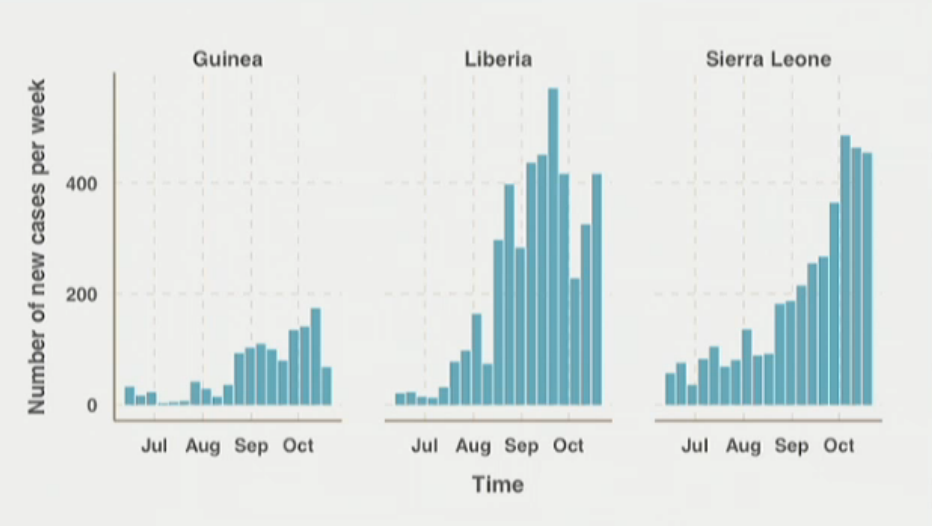 Guinea
Liberia
Sierra Leone
Number of new cases per week
400
200
0
Jul Aug Sep Oct
Jul Aug Sep Oct
Jul Aug Sep Oct
Time